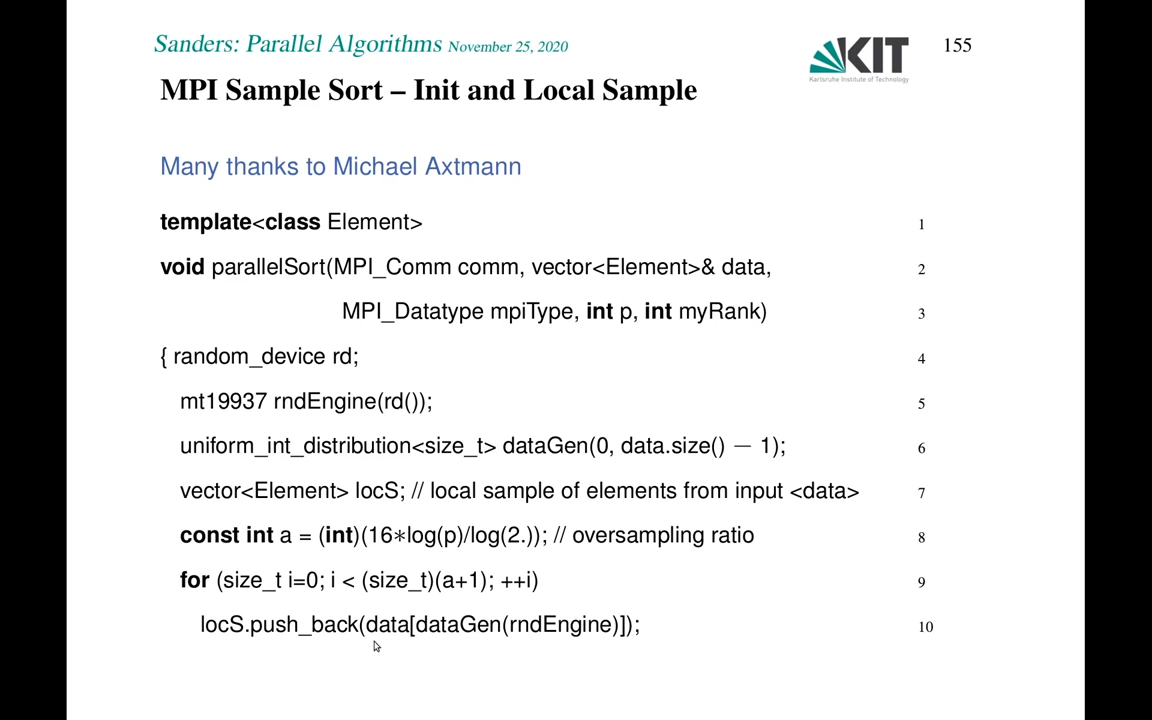 Sanders: Parallel Algorithms November 25, 2020
KIT
Karlsruhe Institute of Technology
155
MPI Sample Sort – Init and Local Sample
Many thanks to Michael Axtmann
template<class Element> 1
void parallelSort(MPI_Comm comm, vector<Element>& data, 2
MPI_Datatype mpiType, int p, int myRank) 3
{ random_device rd; 4
mt19937 rndEngine(rd()); 5
uniform_int_distribution<size_t> dataGen(0, data.size() − 1); 6
vector<Element> locS; // local sample of elements from input <data> 7
const int a = (int)(16*log(p)/log(2.)); // oversampling ratio 8
for (size_t i=0; i < (size_t)(a+1); ++i) 9
locS.push_back(data[dataGen(rndEngine)]); 10